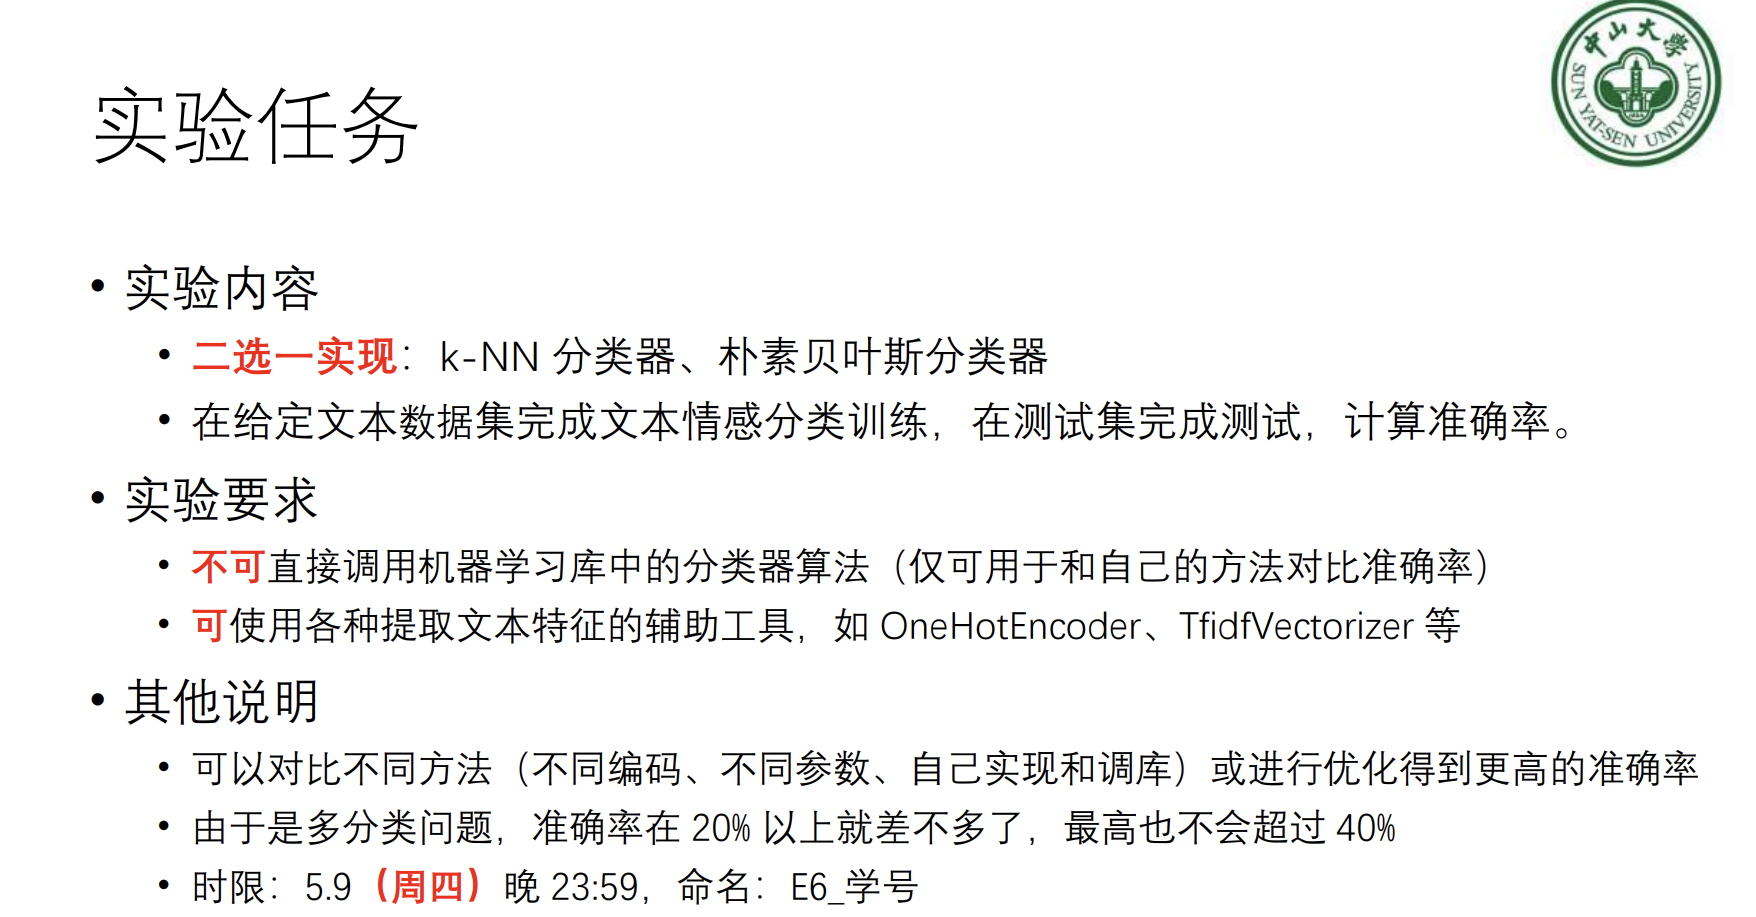 中山大学
SUN YAT-SEN UNIVERSITY
实验任务
• 实验内容
• 二选一实现：k-NN 分类器、朴素贝叶斯分类器
• 在给定文本数据集完成文本情感分类训练，在测试集完成测试，计算准确率。
• 实验要求
• 不可直接调用机器学习库中的分类器算法（仅可用于和自己的方法对比准确率）
• 可使用各种提取文本特征的辅助工具，如 OneHotEncoder、TfidfVectorizer 等
• 其他说明
• 可以对比不同方法（不同编码、不同参数、自己实现和调库）或进行优化得到更高的准确率
• 由于是多分类问题，准确率在 20% 以上就差不多了，最高也不会超过 40%
• 时限：5.9（周四）晚 23:59，命名：E6_学号